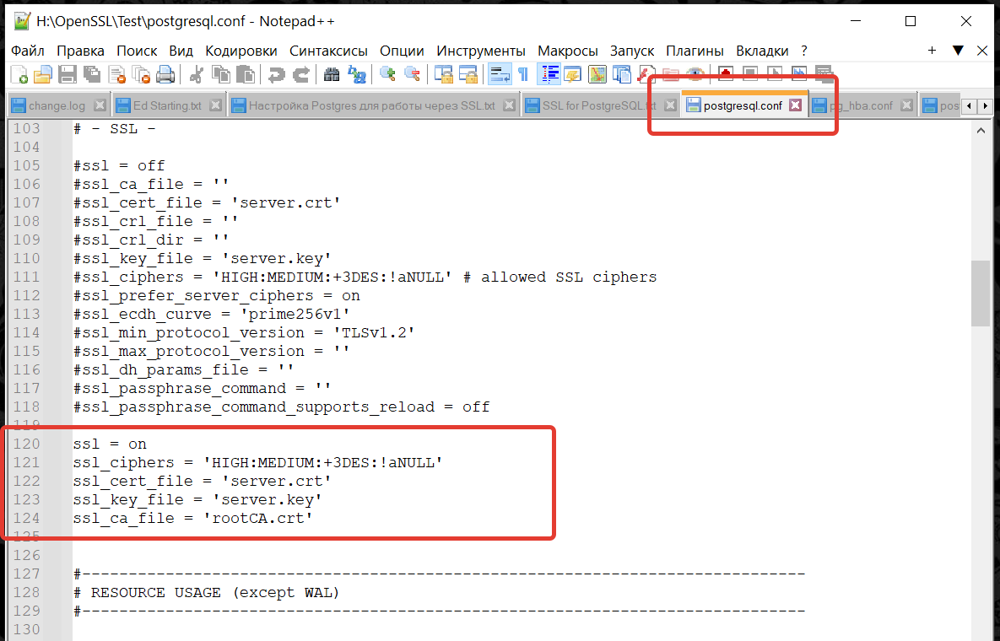 H:\OpenSSL\Test\postgresql.conf - Notepad++
Файл Правка Поиск Вид Кодировки Синтаксисы Опции Инструменты Макросы Запуск Плагины Вкладки ?
change.log Ed Starting.txt Настройка Postgres для работы через SSL.txt SSL for PostgreSQL.txt postgresql.conf pg_hba.conf pos
103 # - SSL -
104
105 #ssl = off
106 #ssl_ca_file = ''
107 #ssl_cert_file = 'server.crt'
108 #ssl_crl_file = ''
109 #ssl_crl_dir = ''
110 #ssl_key_file = 'server.key'
111 #ssl_ciphers = 'HIGH:MEDIUM:+3DES:!aNULL' # allowed SSL ciphers
112 #ssl_prefer_server_ciphers = on
113 #ssl_ecdh_curve = 'prime256v1'
114 #ssl_min_protocol_version = 'TLSv1.2'
115 #ssl_max_protocol_version = ''
116 #ssl_dh_params_file = ''
117 #ssl_passphrase_command = ''
118 #ssl_passphrase_command_supports_reload = off
119
120 ssl = on
121 ssl_ciphers = 'HIGH:MEDIUM:+3DES:!aNULL'
122 ssl_cert_file = 'server.crt'
123 ssl_key_file = 'server.key'
124 ssl_ca_file = 'rootCA.crt'
125
126
127 #------------------------------------------------------------------------------
128 # RESOURCE USAGE (except WAL)
129 #------------------------------------------------------------------------------
130